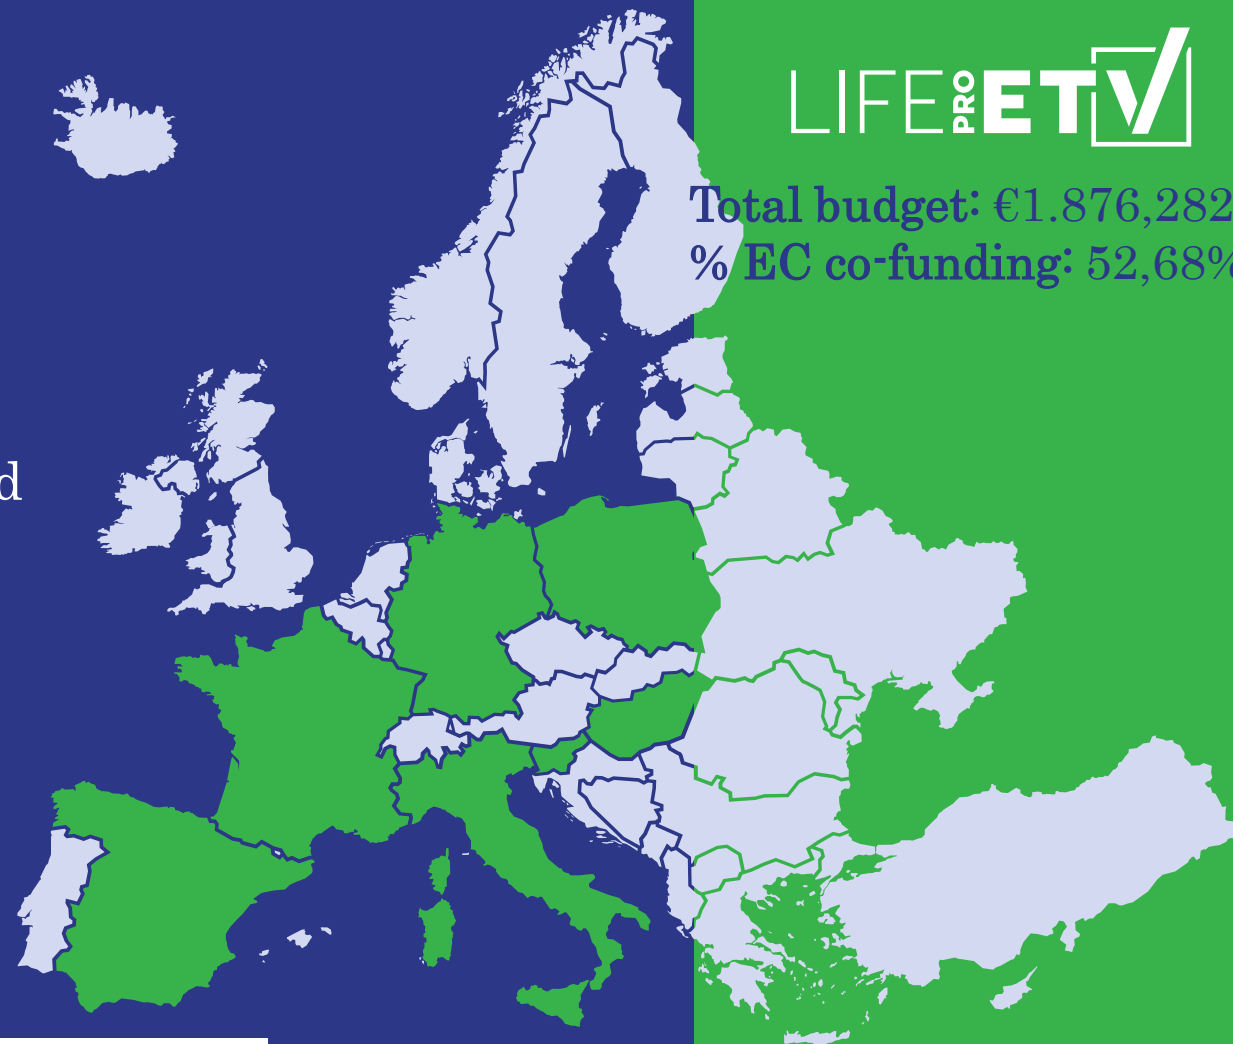 LIFE PRO ETV
Total budget: €1.876,282
% EC co-funding: 52,68%
d